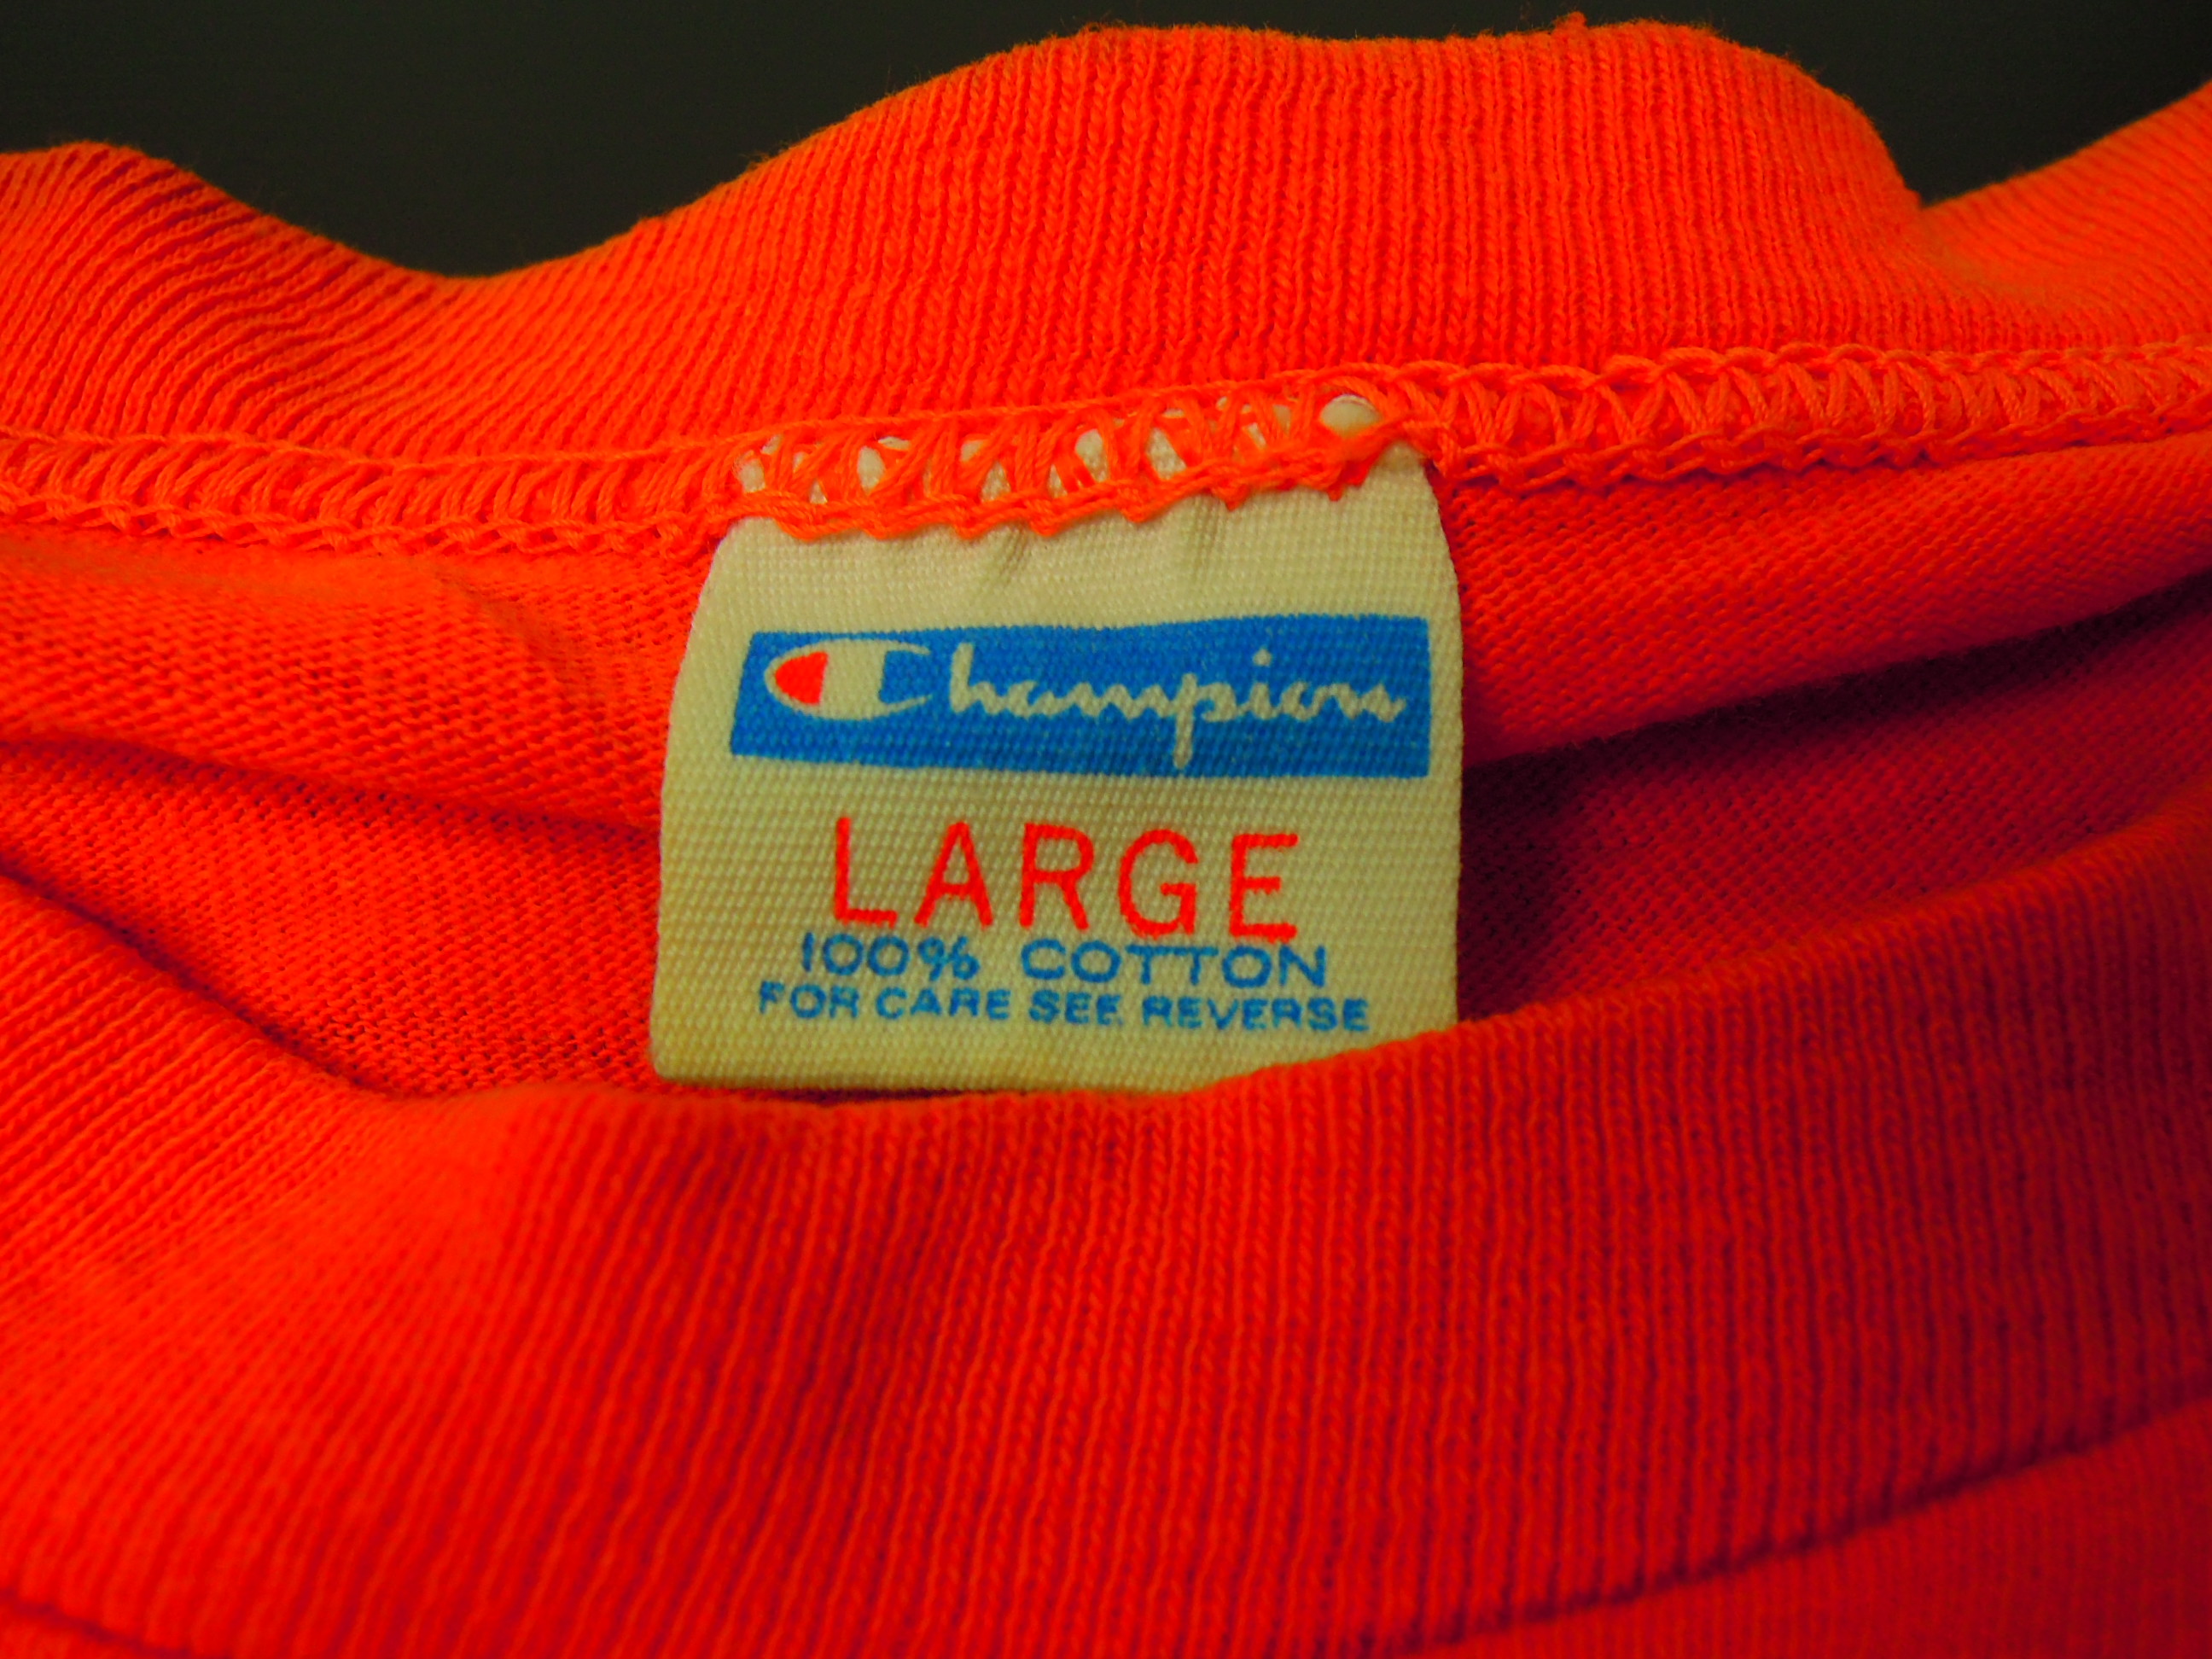 Champion
LARGE
100% COTTON
FOR CARE SEE REVERSE